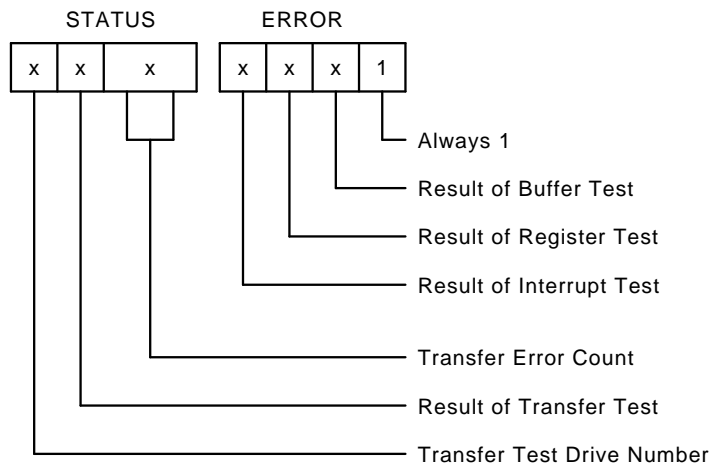 STATUS ERROR
x x x x x x 1
Always 1
Result of Buffer Test
Result of Register Test
Result of Interrupt Test
Transfer Error Count
Result of Transfer Test
Transfer Test Drive Number